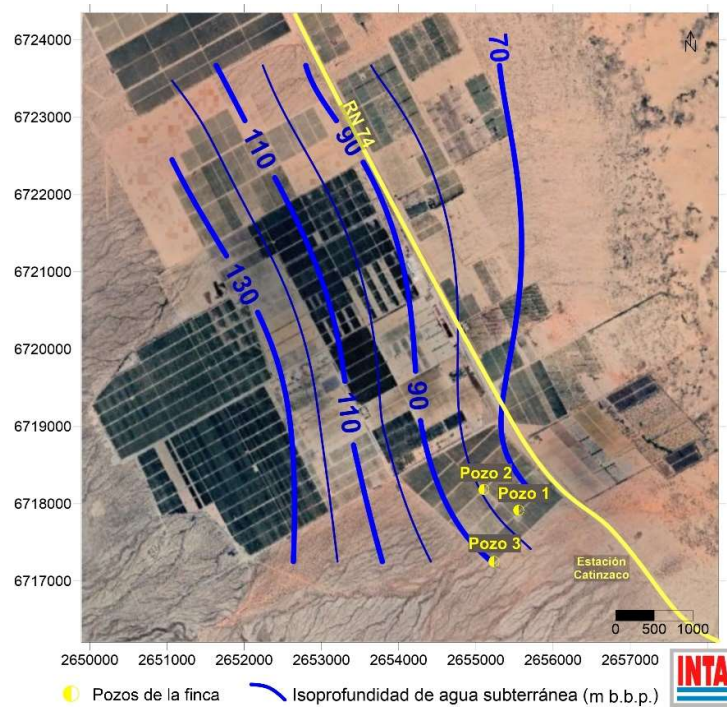 6724000
6723000
6722000
6721000
6720000
6719000
6718000
6717000
N
70
RN 74
90
110
130
90
110
Pozo 2
Pozo 1
Pozo 3
Estación
Catinzaco
0 500 1000
2650000 2651000 2652000 2653000 2654000 2655000 2656000 2657000
Pozos de la finca
Isoprofundidad de agua subterránea (m b.b.p.)
INTA